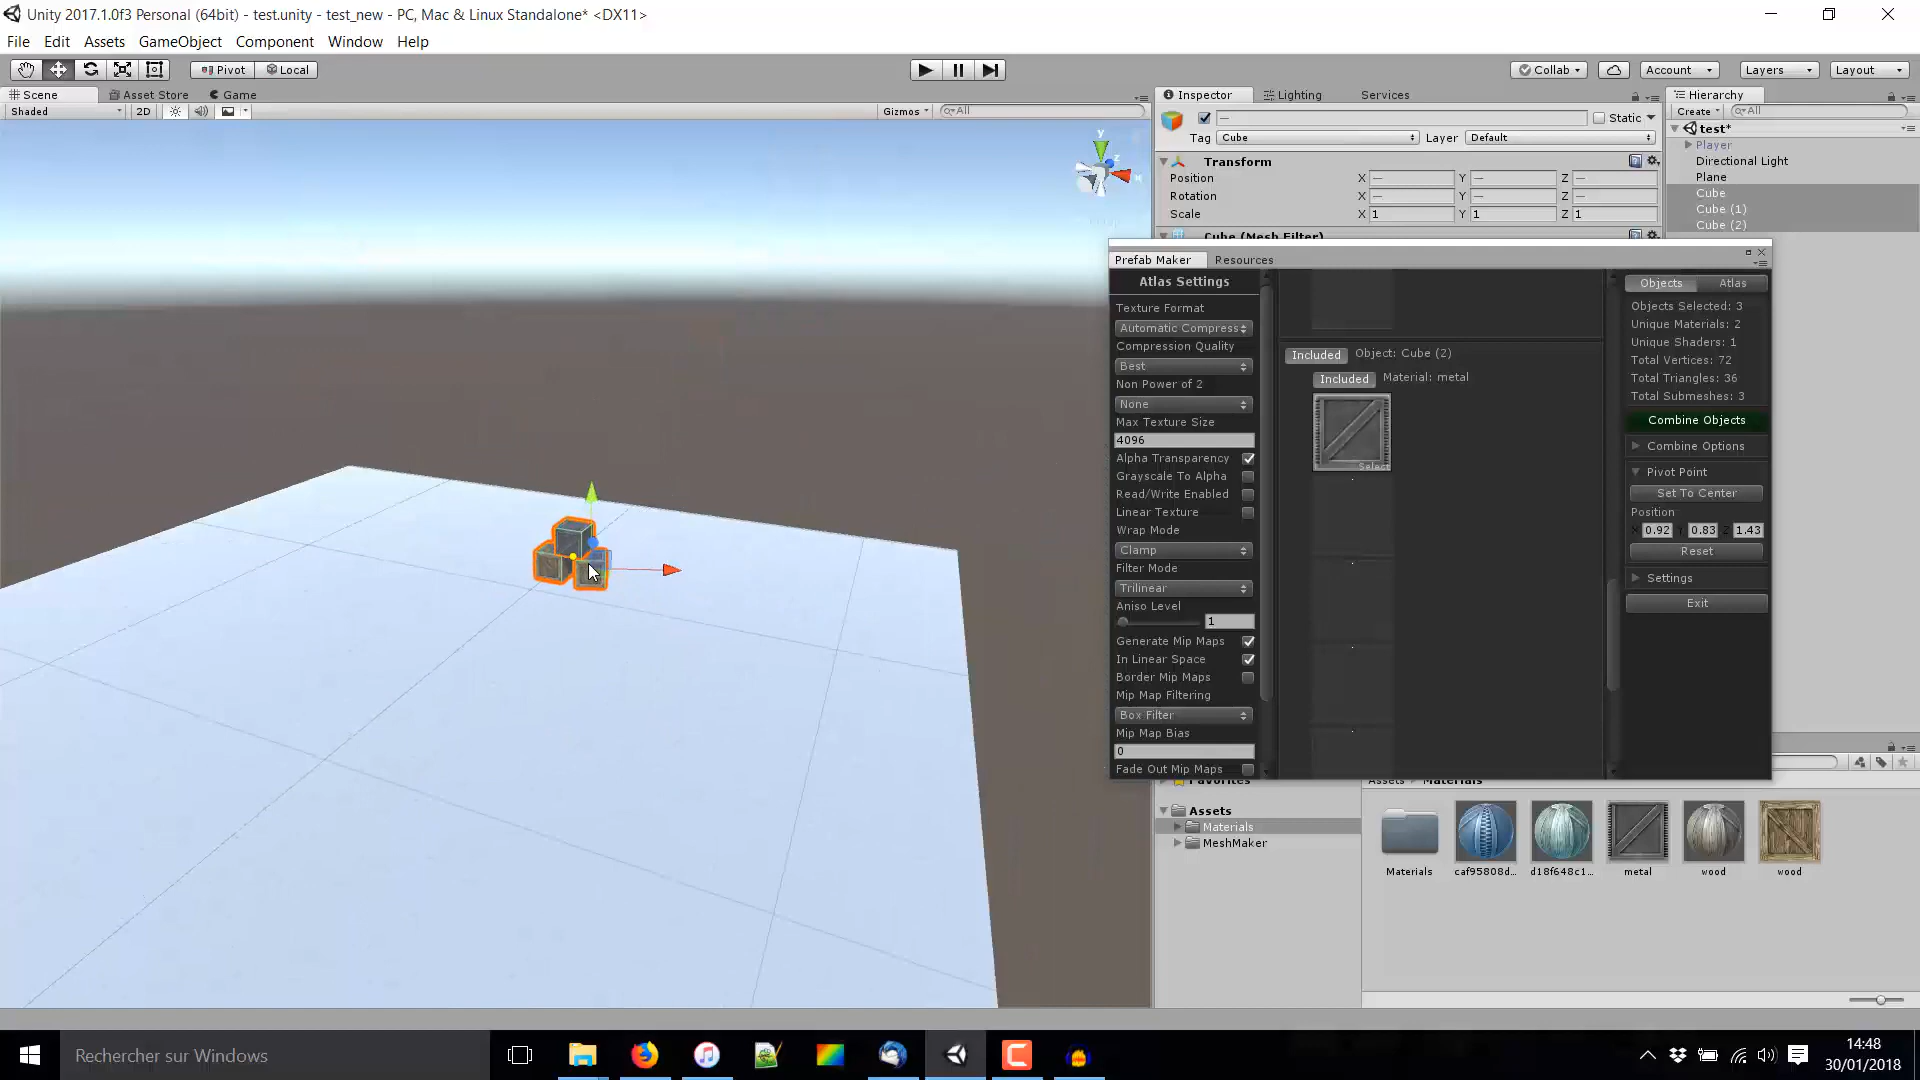 Unity 2017.1.0f3 Personal (64bit) - test.unity - test_new - PC, Mac & Linux Standalone* <DX11>
File Edit Assets GameObject Component Window Help
Pivot Local
Collab Account Layers Layout
Scene Asset Store Game
Shaded 2D Gizmos All
Inspector Lighting Services
Static
Tag Cube Layer Default
Transform
Position X — Y — Z —
Rotation X — Y — Z —
Scale X 1 Y 1 Z 1
Cube (Mesh Filter)
Hierarchy
Create All
test*
Player
Directional Light
Plane
Cube
Cube (1)
Cube (2)
y
z
Prefab Maker Resources
Atlas Settings
Texture Format
Automatic Compress
Compression Quality
Best
Non Power of 2
None
Max Texture Size
4096
Alpha Transparency
Grayscale To Alpha
Read/Write Enabled
Linear Texture
Wrap Mode
Clamp
Filter Mode
Trilinear
Aniso Level
1
Generate Mip Maps
In Linear Space
Border Mip Maps
Mip Map Filtering
Box Filter
Mip Map Bias
0
Fade Out Mip Maps
Included Object: Cube (2)
Included Material: metal
Select
Objects Atlas
Objects Selected: 3
Unique Materials: 2
Unique Shaders: 1
Total Vertices: 72
Total Triangles: 36
Total Submeshes: 3
Combine Objects
Combine Options
Pivot Point
Set To Center
Position
X 0.92 Y 0.83 Z 1.43
Reset
Settings
Exit
Favorites
Assets
Materials
MeshMaker
Assets Materials
Materials caf95808d... d18f648c1... metal wood wood
Rechercher sur Windows
14:48
30/01/2018